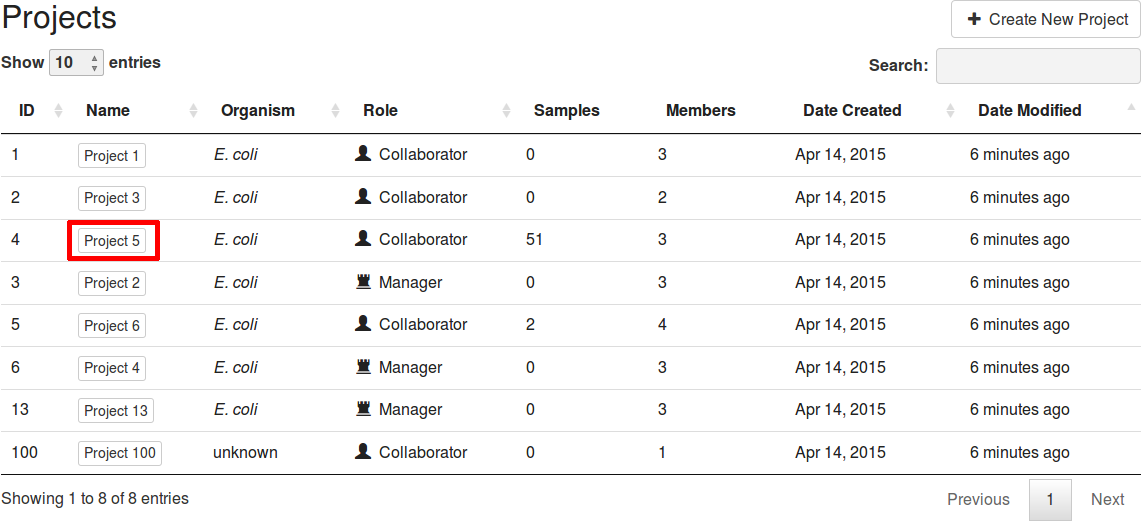 Projects
Create New Project
Show 10 entries
Search:
ID Name Organism Role Samples Members Date Created Date Modified
1 Project 1 E. coli Collaborator 0 3 Apr 14, 2015 6 minutes ago
2 Project 3 E. coli Collaborator 0 2 Apr 14, 2015 6 minutes ago
4 Project 5 E. coli Collaborator 51 3 Apr 14, 2015 6 minutes ago
3 Project 2 E. coli Manager 0 3 Apr 14, 2015 6 minutes ago
5 Project 6 E. coli Collaborator 2 4 Apr 14, 2015 6 minutes ago
6 Project 4 E. coli Manager 0 3 Apr 14, 2015 6 minutes ago
13 Project 13 E. coli Manager 0 3 Apr 14, 2015 6 minutes ago
100 Project 100 unknown Collaborator 0 1 Apr 14, 2015 6 minutes ago
Showing 1 to 8 of 8 entries
Previous 1 Next